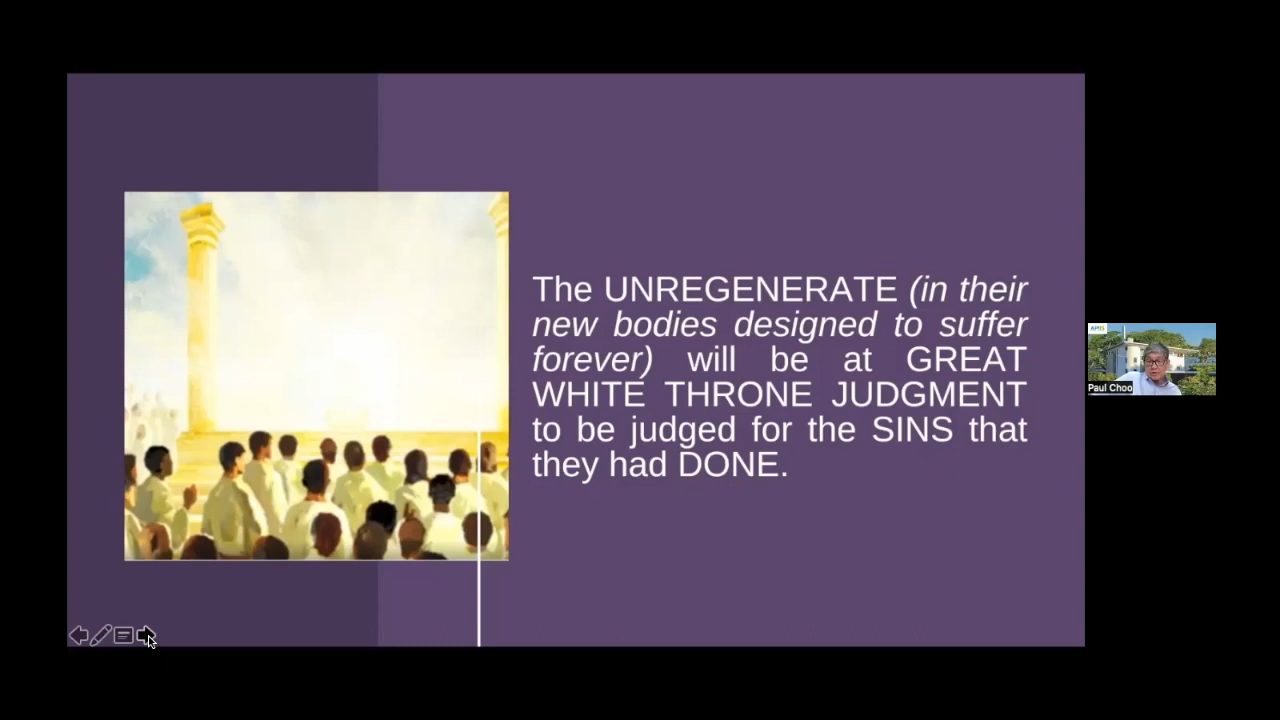 The UNREGENERATE (in their
new bodies designed to suffer
forever) will be at GREAT
WHITE THRONE JUDGMENT
to be judged for the SINS that
they had DONE.
Paul Choo